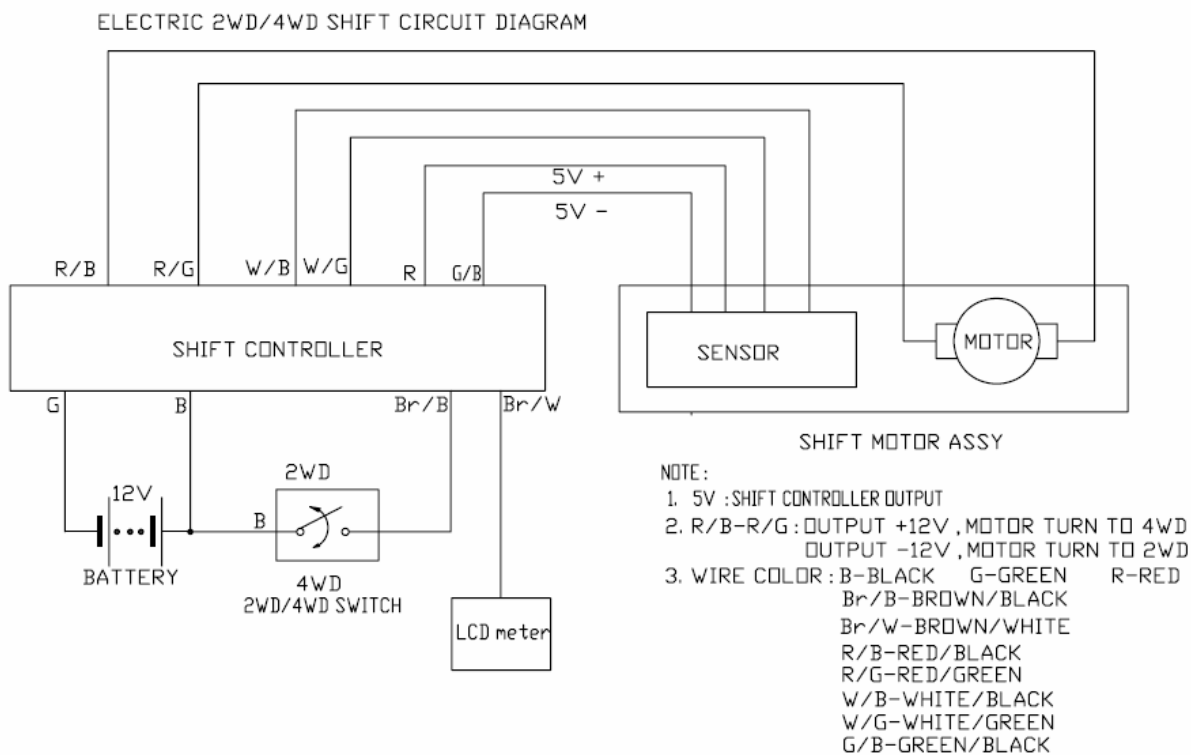 ELECTRIC 2WD/4WD SHIFT CIRCUIT DIAGRAM
5V +
5V -
R/B
R/G
W/B
W/G
R
G/B
SHIFT CONTROLLER
SENSOR
MOTOR
G
B
Br/B
Br/W
SHIFT MOTOR ASSY
12V
BATTERY
2WD
B
4WD
2WD/4WD SWITCH
LCD meter
NOTE:
1. 5V :SHIFT CONTROLLER OUTPUT
2. R/B-R/G:OUTPUT +12V,MOTOR TURN TO 4WD
OUTPUT -12V,MOTOR TURN TO 2WD
3. WIRE COLOR:B-BLACK G-GREEN R-RED
Br/B-BROWN/BLACK
Br/W-BROWN/WHITE
R/B-RED/BLACK
R/G-RED/GREEN
W/B-WHITE/BLACK
W/G-WHITE/GREEN
G/B-GREEN/BLACK